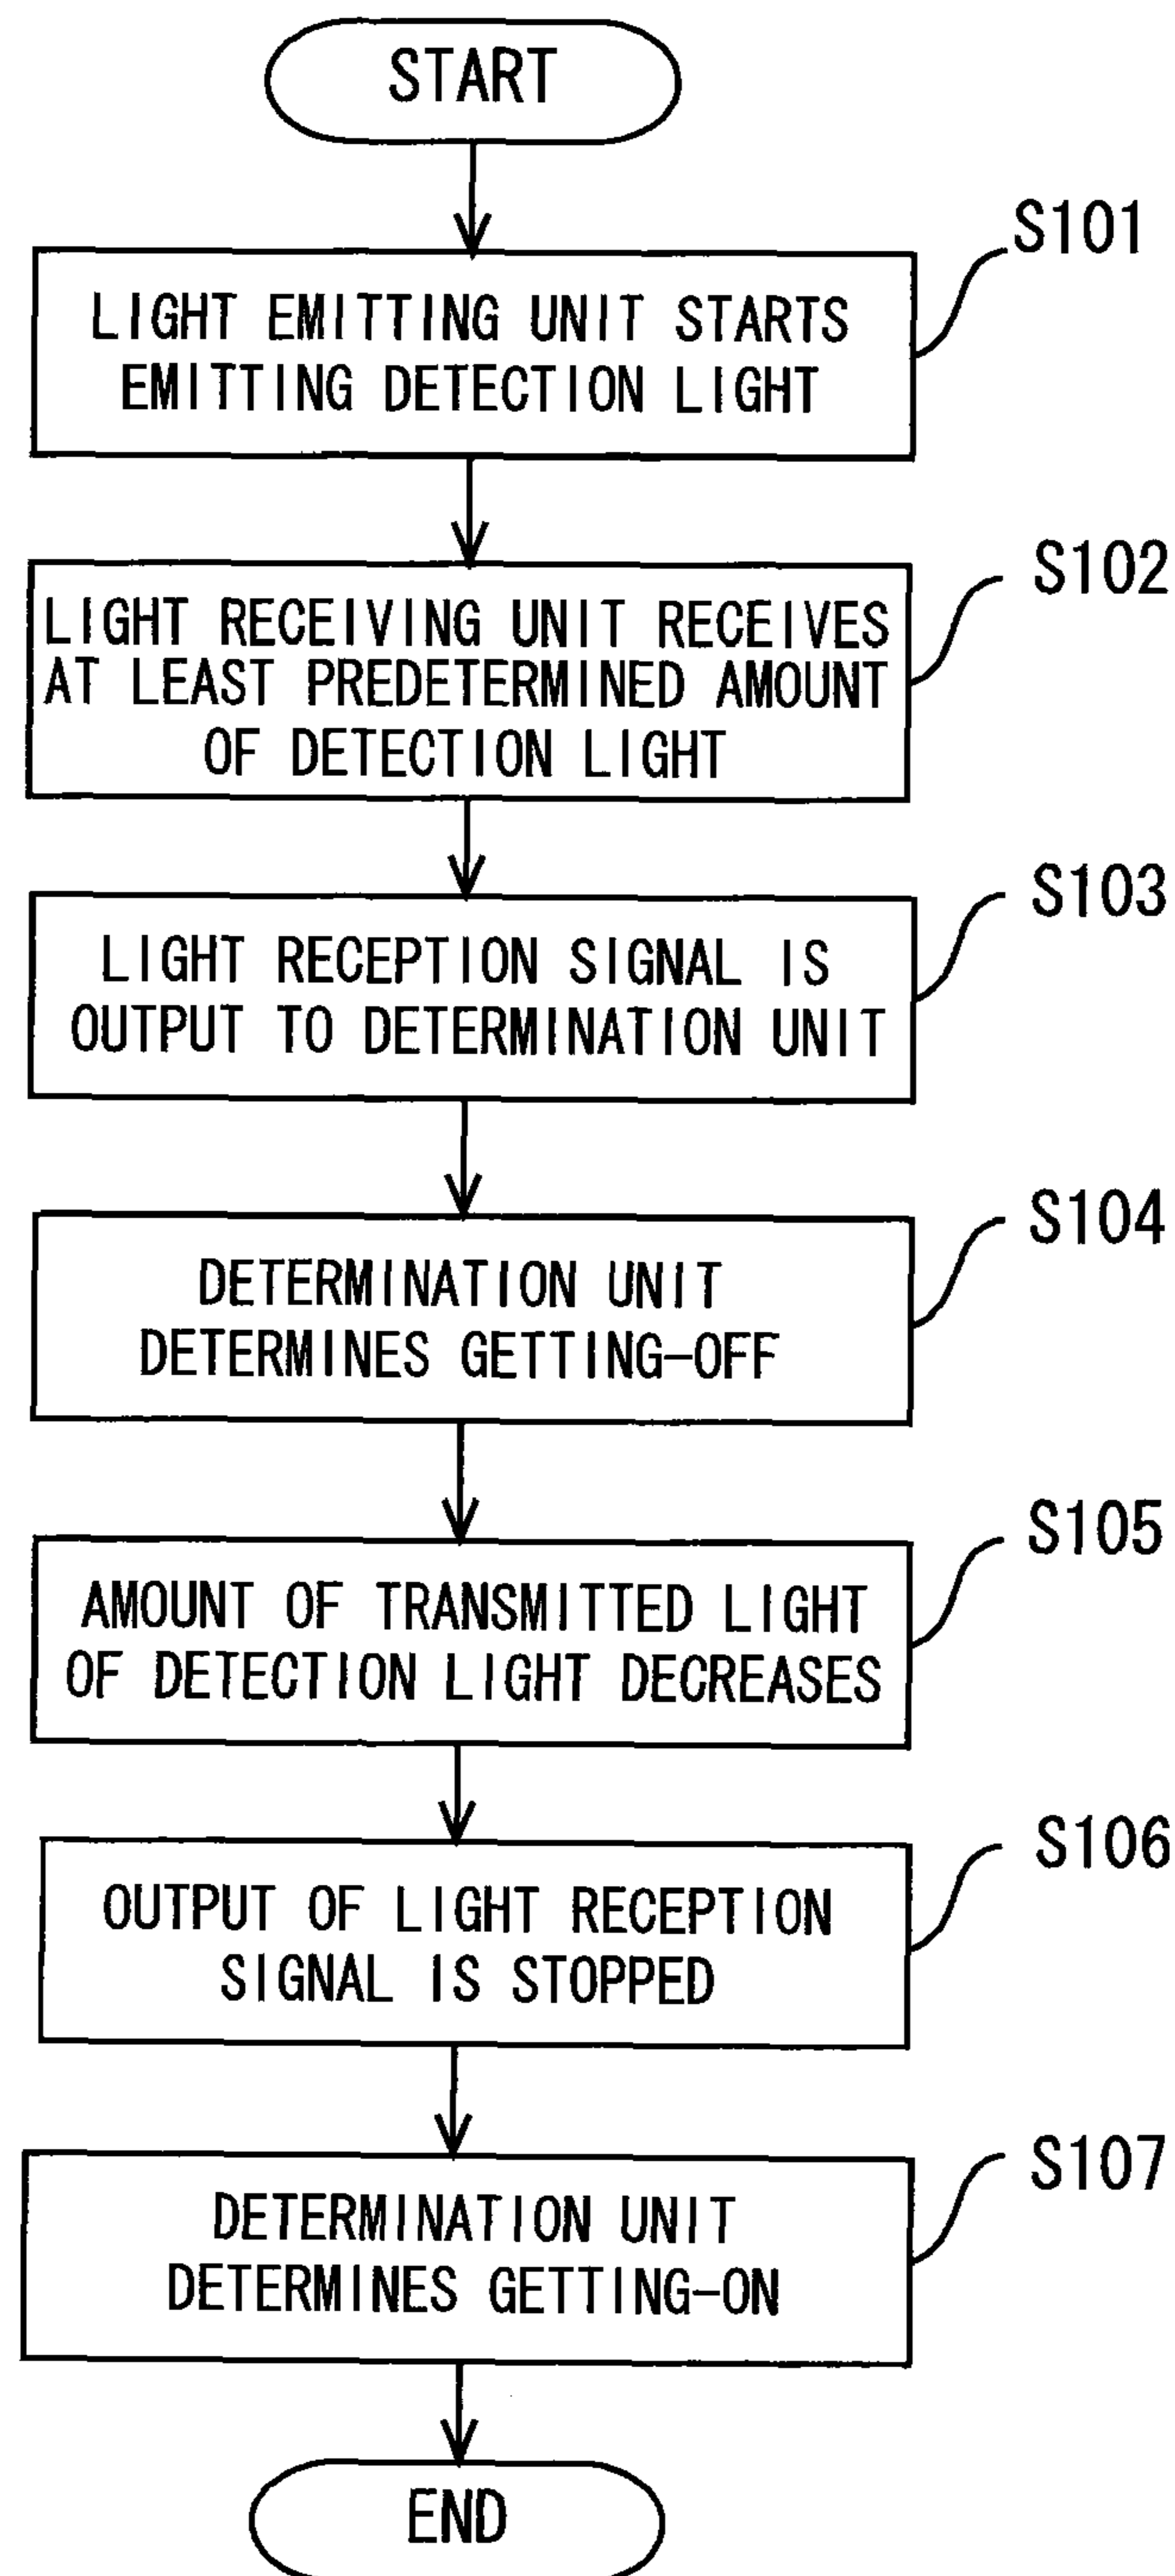 START
S101
LIGHT EMITTING UNIT STARTS
EMITTING DETECTION LIGHT
S102
LIGHT RECEIVING UNIT RECEIVES
AT LEAST PREDETERMINED AMOUNT
OF DETECTION LIGHT
S103
LIGHT RECEPTION SIGNAL IS
OUTPUT TO DETERMINATION UNIT
S104
DETERMINATION UNIT
DETERMINES GETTING-OFF
S105
AMOUNT OF TRANSMITTED LIGHT
OF DETECTION LIGHT DECREASES
S106
OUTPUT OF LIGHT RECEPTION
SIGNAL IS STOPPED
S107
DETERMINATION UNIT
DETERMINES GETTING-ON
END